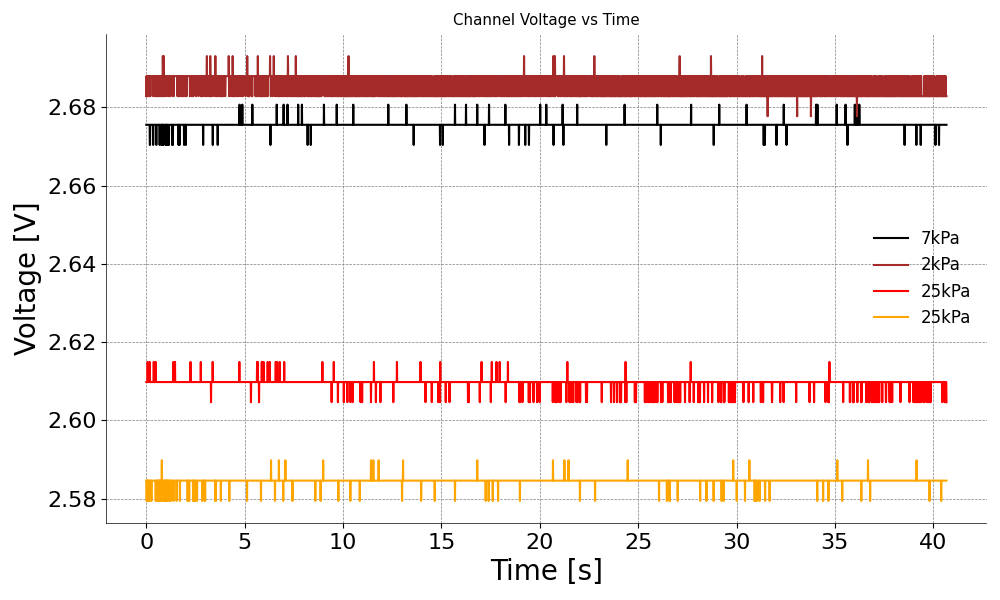 Channel Voltage vs Time
Voltage [V]
2.68
2.66
2.64
2.62
2.60
2.58
7kPa
2kPa
25kPa
25kPa
0 5 10 15 20 25 30 35 40
Time [s]